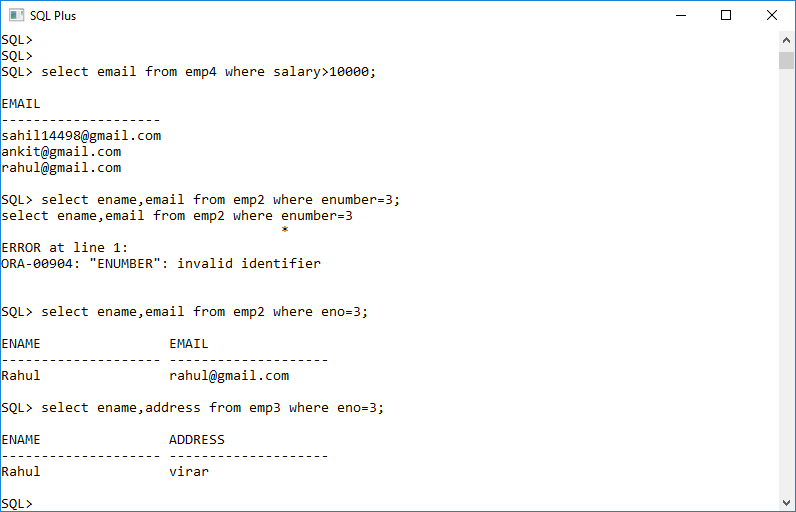 SQL Plus
SQL>
SQL>
SQL> select email from emp4 where salary>10000;
EMAIL
--------------------
sahil14498@gmail.com
ankit@gmail.com
rahul@gmail.com
SQL> select ename,email from emp2 where enumber=3;
select ename,email from emp2 where enumber=3
                                   *
ERROR at line 1:
ORA-00904: "ENUMBER": invalid identifier
SQL> select ename,email from emp2 where eno=3;
ENAME                EMAIL
-------------------- --------------------
Rahul                rahul@gmail.com
SQL> select ename,address from emp3 where eno=3;
ENAME                ADDRESS
-------------------- --------------------
Rahul                virar
SQL>